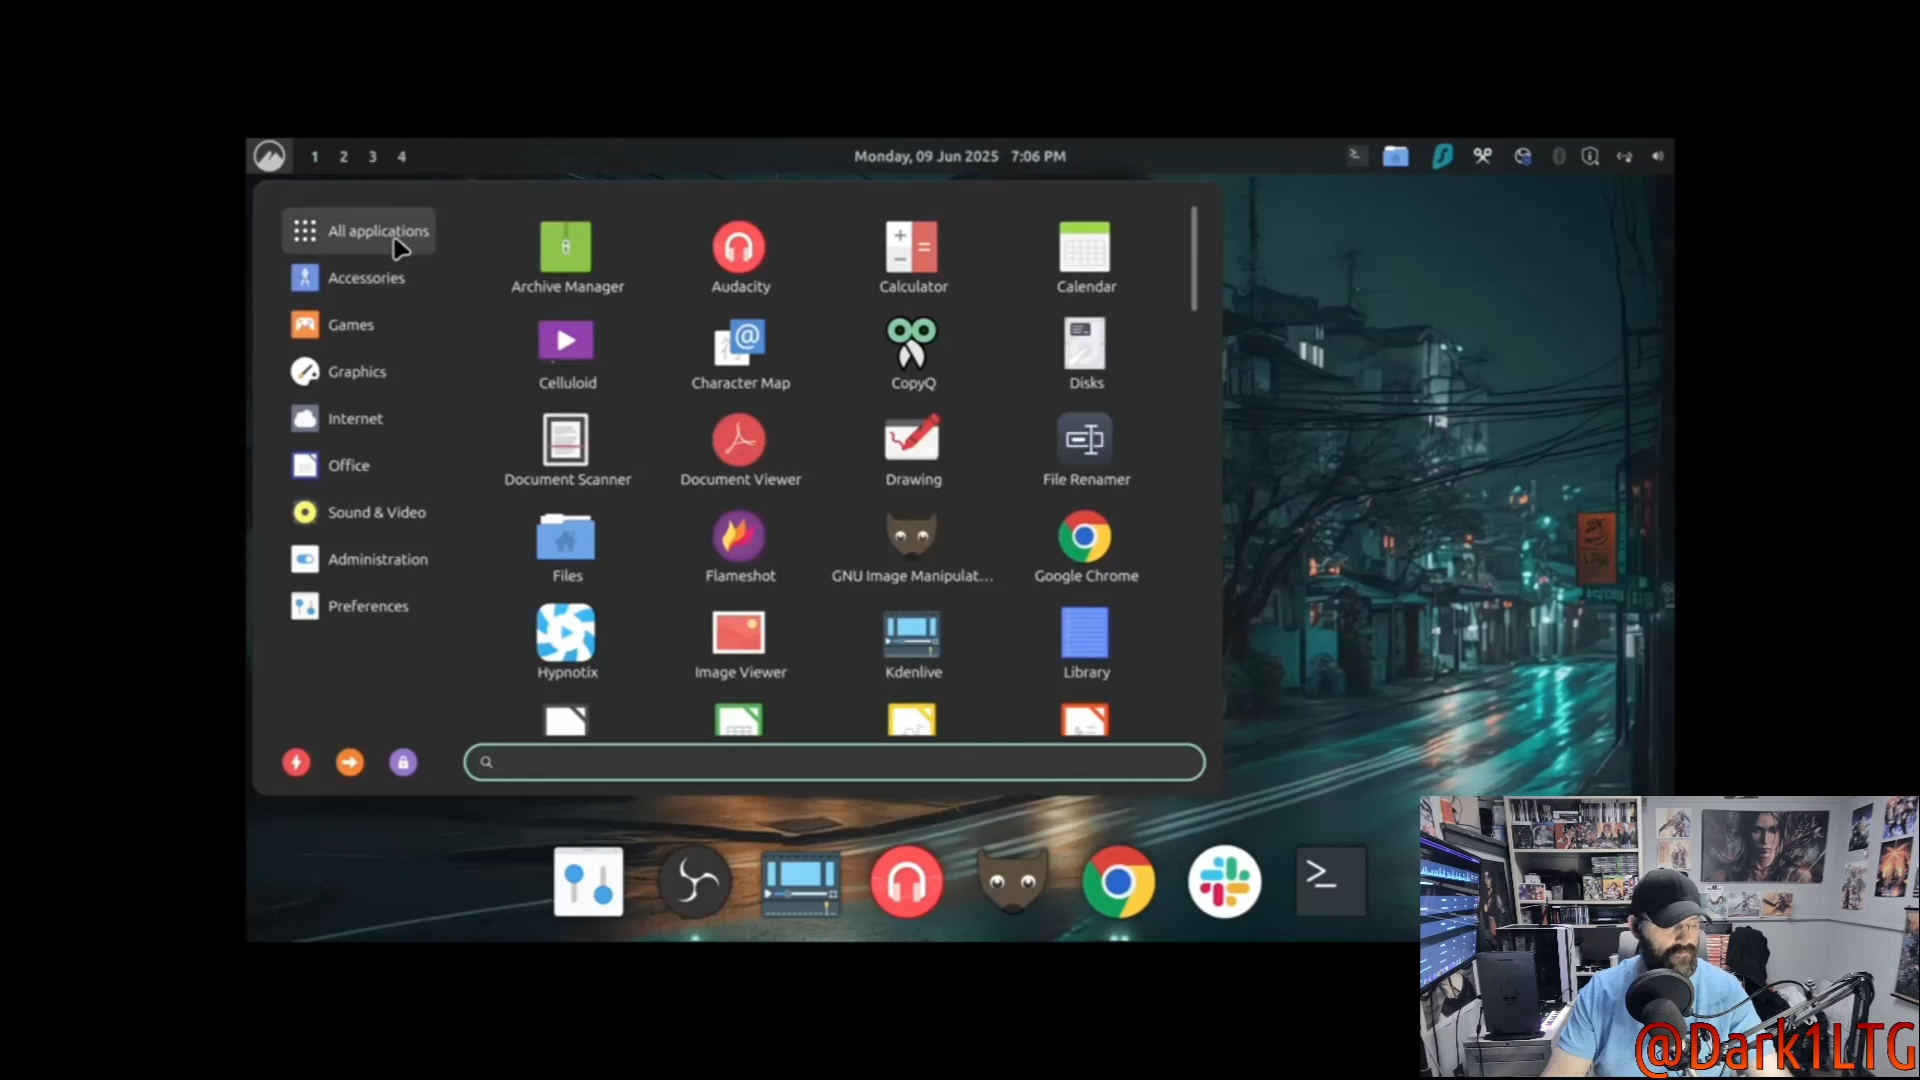 1 2 3 4
Monday, 09 Jun 2025 7:06 PM
All applications
Accessories
Games
Graphics
Internet
Office
Sound & Video
Administration
Preferences
Archive Manager
Audacity
Calculator
Calendar
Celluloid
Character Map
CopyQ
Disks
Document Scanner
Document Viewer
Drawing
File Renamer
Files
Flameshot
GNU Image Manipulat...
Google Chrome
Hypnotix
Image Viewer
Kdenlive
Library
@Dark1LTG